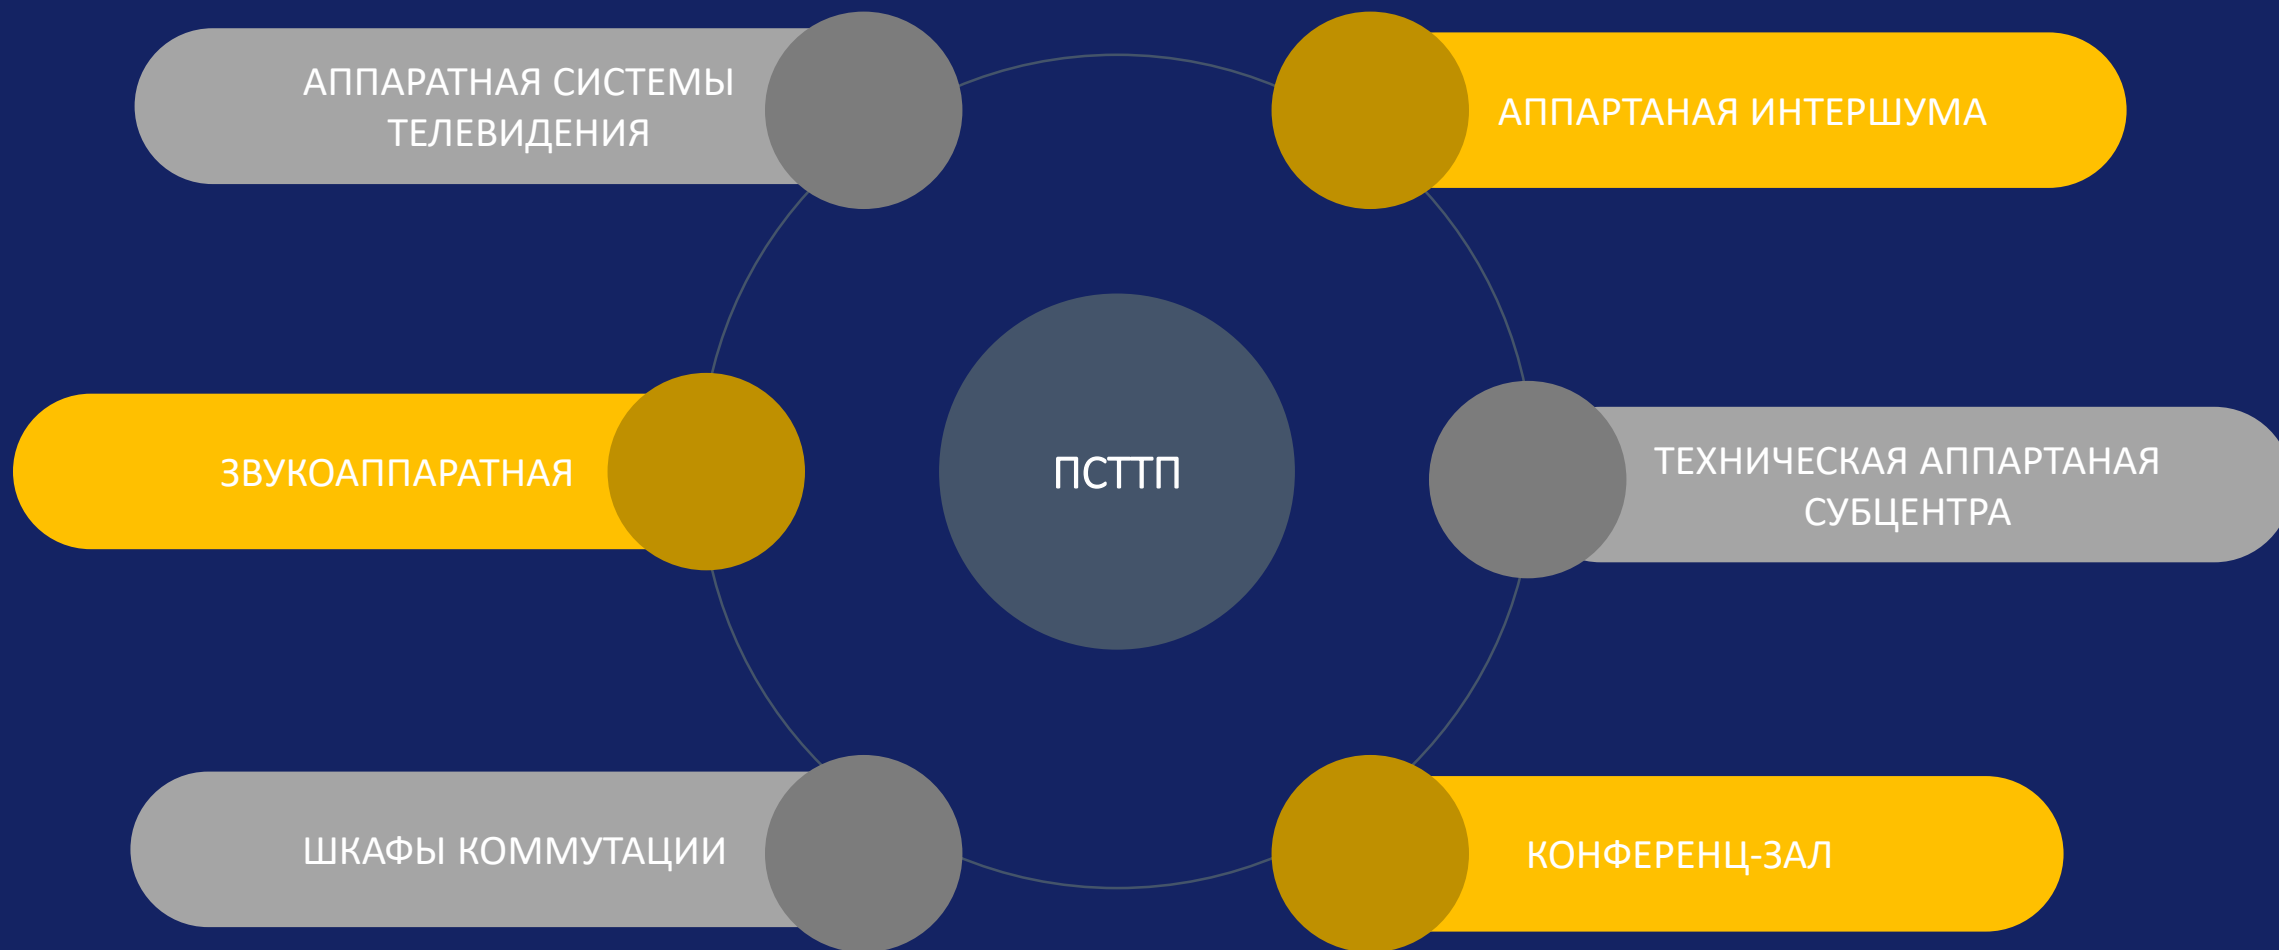 АППАРАТНАЯ СИСТЕМЫ
ТЕЛЕВИДЕНИЯ
АППАРТАНАЯ ИНТЕРШУМА
ЗВУКОАППАРАТНАЯ
ПСТТП
ТЕХНИЧЕСКАЯ АППАРТАНАЯ
СУБЦЕНТРА
ШКАФЫ КОММУТАЦИИ
КОНФЕРЕНЦ-ЗАЛ